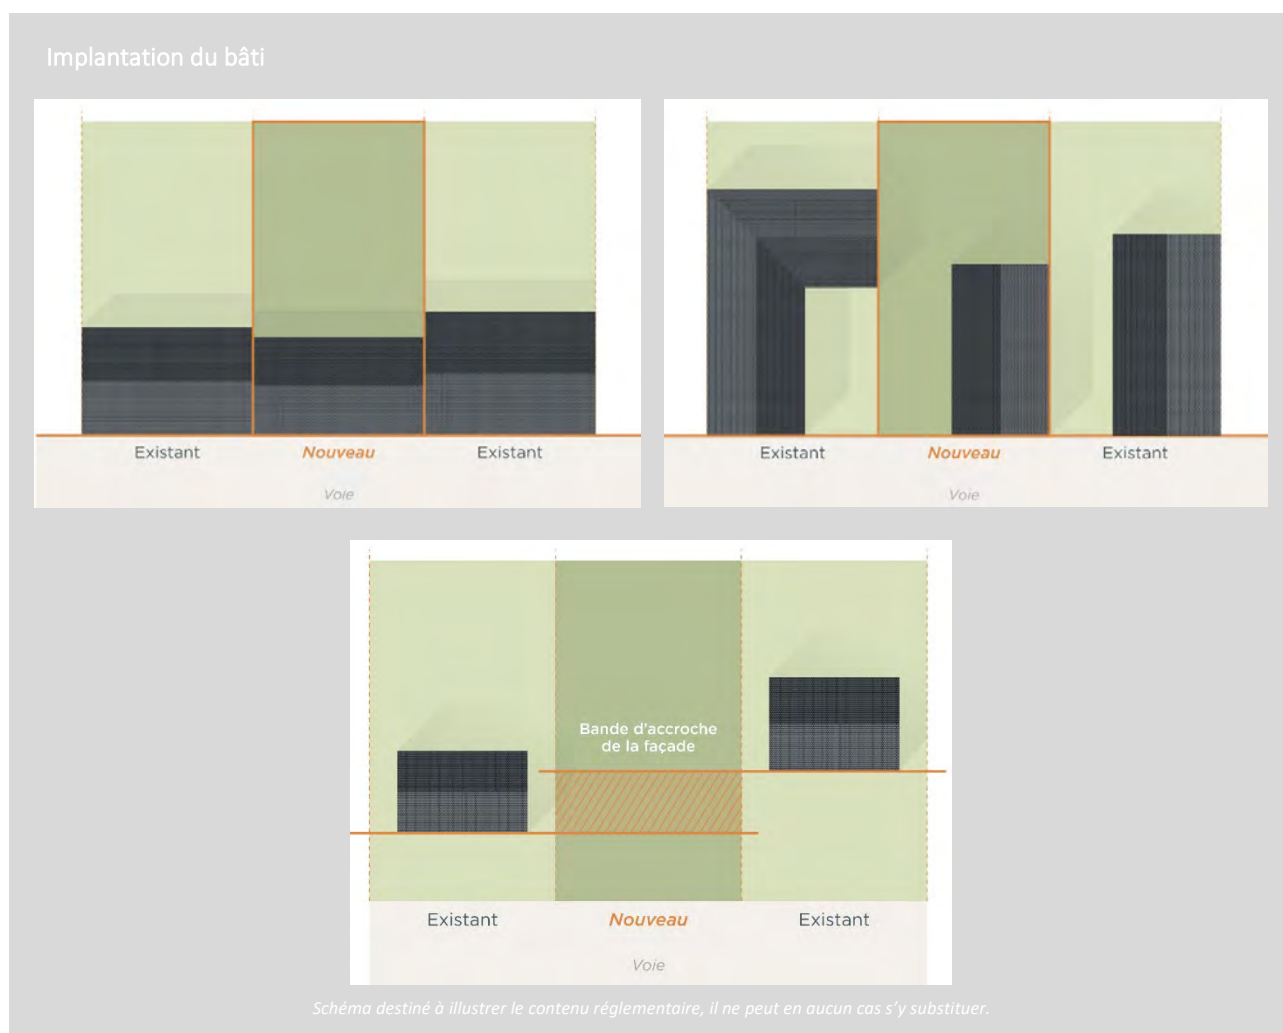 Implantation du bâti
Existant
Nouveau
Existant
Voie
Existant
Nouveau
Existant
Voie
Bande d'accroche
de la façade
Existant
Nouveau
Existant
Voie
Schéma destiné à illustrer le contenu réglementaire, il ne peut en aucun cas s'y substituer.